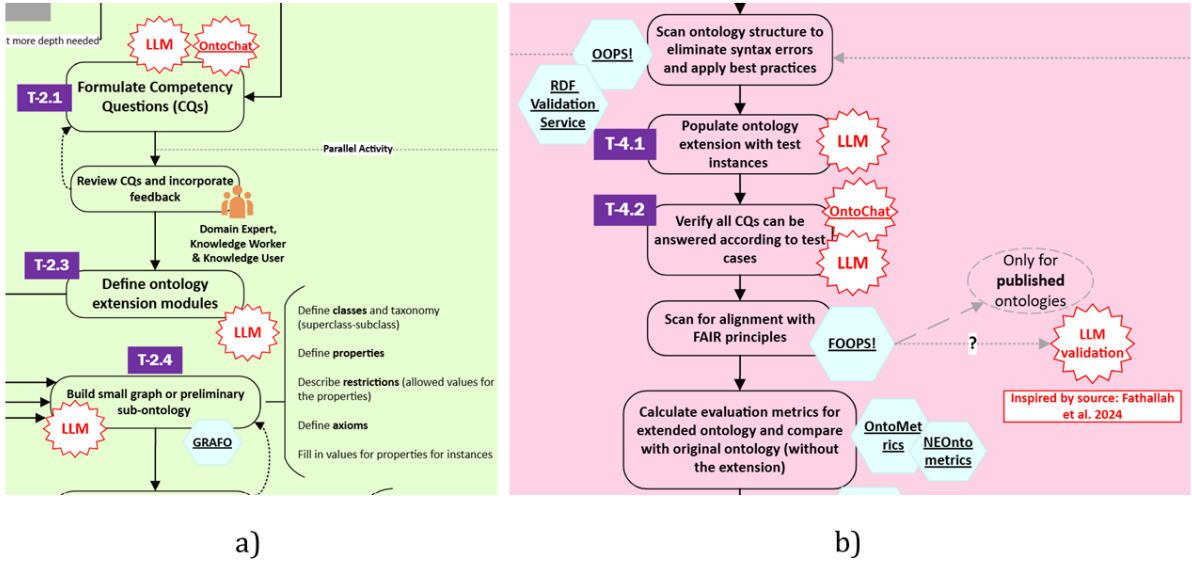 t more depth needed
LLM
OntoChat
T-2.1
Formulate Competency
Questions (CQs)
Parallel Activity
Review CQs and incorporate
feedback
Domain Expert,
Knowledge Worker
& Knowledge User
T-2.3
Define ontology
extension modules
LLM
T-2.4
Build small graph or preliminary
sub-ontology
LLM
GRAFO
Define classes and taxonomy
(superclass-subclass)
Define properties
Describe restrictions (allowed values for
the properties)
Define axioms
Fill in values for properties for instances
a)
Scan ontology structure to
eliminate syntax errors
and apply best practices
OOPS!
RDF
Validation
Service
T-4.1
Populate ontology
extension with test
instances
LLM
T-4.2
Verify all CQs can be
answered according to test
cases
OntoChat
LLM
Scan for alignment with
FAIR principles
FOOPS!
Only for
published
ontologies
?
LLM
validation
Inspired by source: Fathallah
et al. 2024
Calculate evaluation metrics for
extended ontology and compare
with original ontology (without
the extension)
OntoMet
rics
NEOnto
metrics
b)